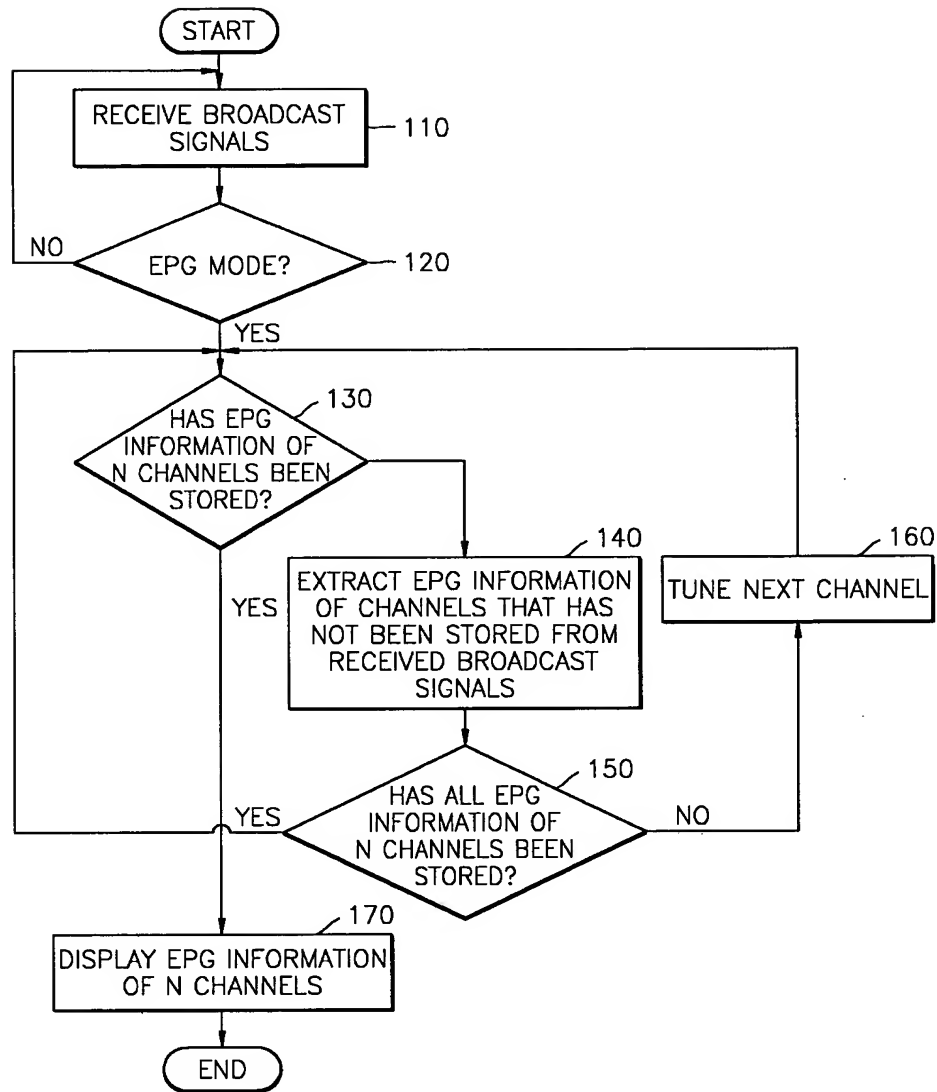 START
RECEIVE BROADCAST
SIGNALS
110
NO
EPG MODE?
120
YES
130
HAS EPG
INFORMATION OF
N CHANNELS BEEN
STORED?
140
160
EXTRACT EPG INFORMATION
OF CHANNELS THAT HAS
NOT BEEN STORED FROM
RECEIVED BROADCAST
SIGNALS
TUNE NEXT CHANNEL
YES
150
HAS ALL EPG
INFORMATION OF
N CHANNELS BEEN
STORED?
YES
NO
170
DISPLAY EPG INFORMATION
OF N CHANNELS
END